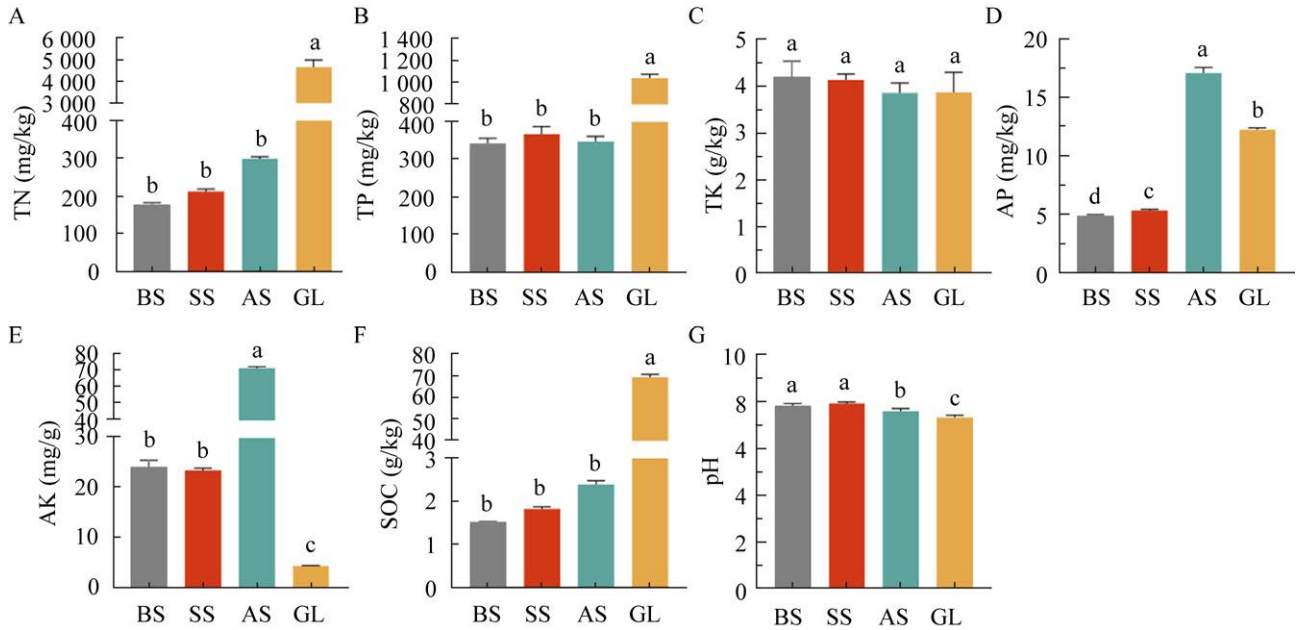 A
TN (mg/kg)
6 000
5 000
4 000
3 000
400
300
200
100
0
b
b
b
a
BS SS AS GL
B
TP (mg/kg)
1 400
1 200
1 000
800
400
300
200
100
0
b
b
b
a
BS SS AS GL
C
TK (g/kg)
5
4
3
2
1
0
a
a
a
a
BS SS AS GL
D
AP (mg/kg)
20
15
10
5
0
d
c
a
b
BS SS AS GL
E
AK (mg/g)
80
70
60
50
40
30
20
10
0
b
b
a
c
BS SS AS GL
F
SOC (g/kg)
80
70
60
50
40
3
2
1
0
b
b
b
a
BS SS AS GL
G
pH
10
8
6
4
2
0
a
a
b
c
BS SS AS GL